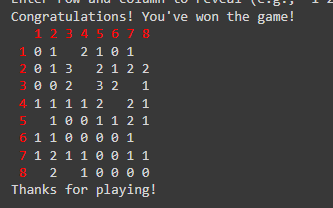 Enter row and column to reveal (e.g.,
Congratulations! You've won the game!
  1 2 3 4 5 6 7 8
1 0 1   2 1 0 1
2 0 1 3   2 1 2 2
3 0 0 2   3 2   1
4 1 1 1 1 2   2 1
5   1 0 0 1 1 2 1
6 1 1 0 0 0 0 1
7 1 2 1 1 0 0 1 1
8   2   1 0 0 0 0
Thanks for playing!